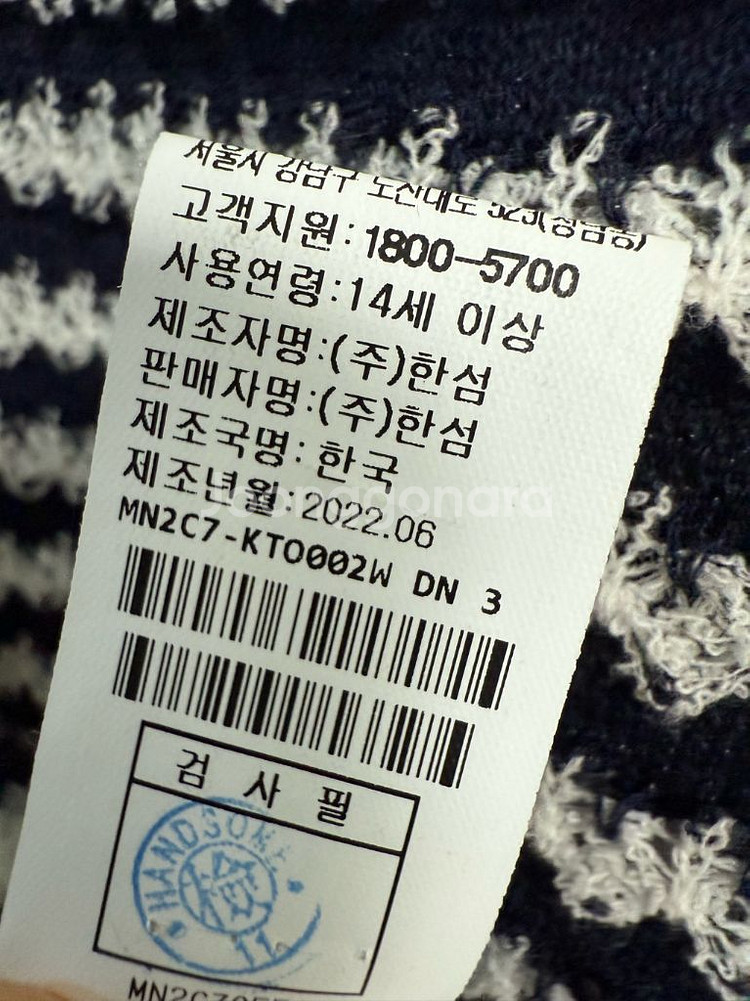 서울시 강남구 도산대로 523(청담동)
고객지원:1800-5700
사용연령:14세 이상
제조자명:(주)한섬
판매자명:(주)한섬
제조국명:한국
제조년월:2022.06
joonggonara
MN2C7-KTO002W DN 3
검 사 필
HANDSOME
11